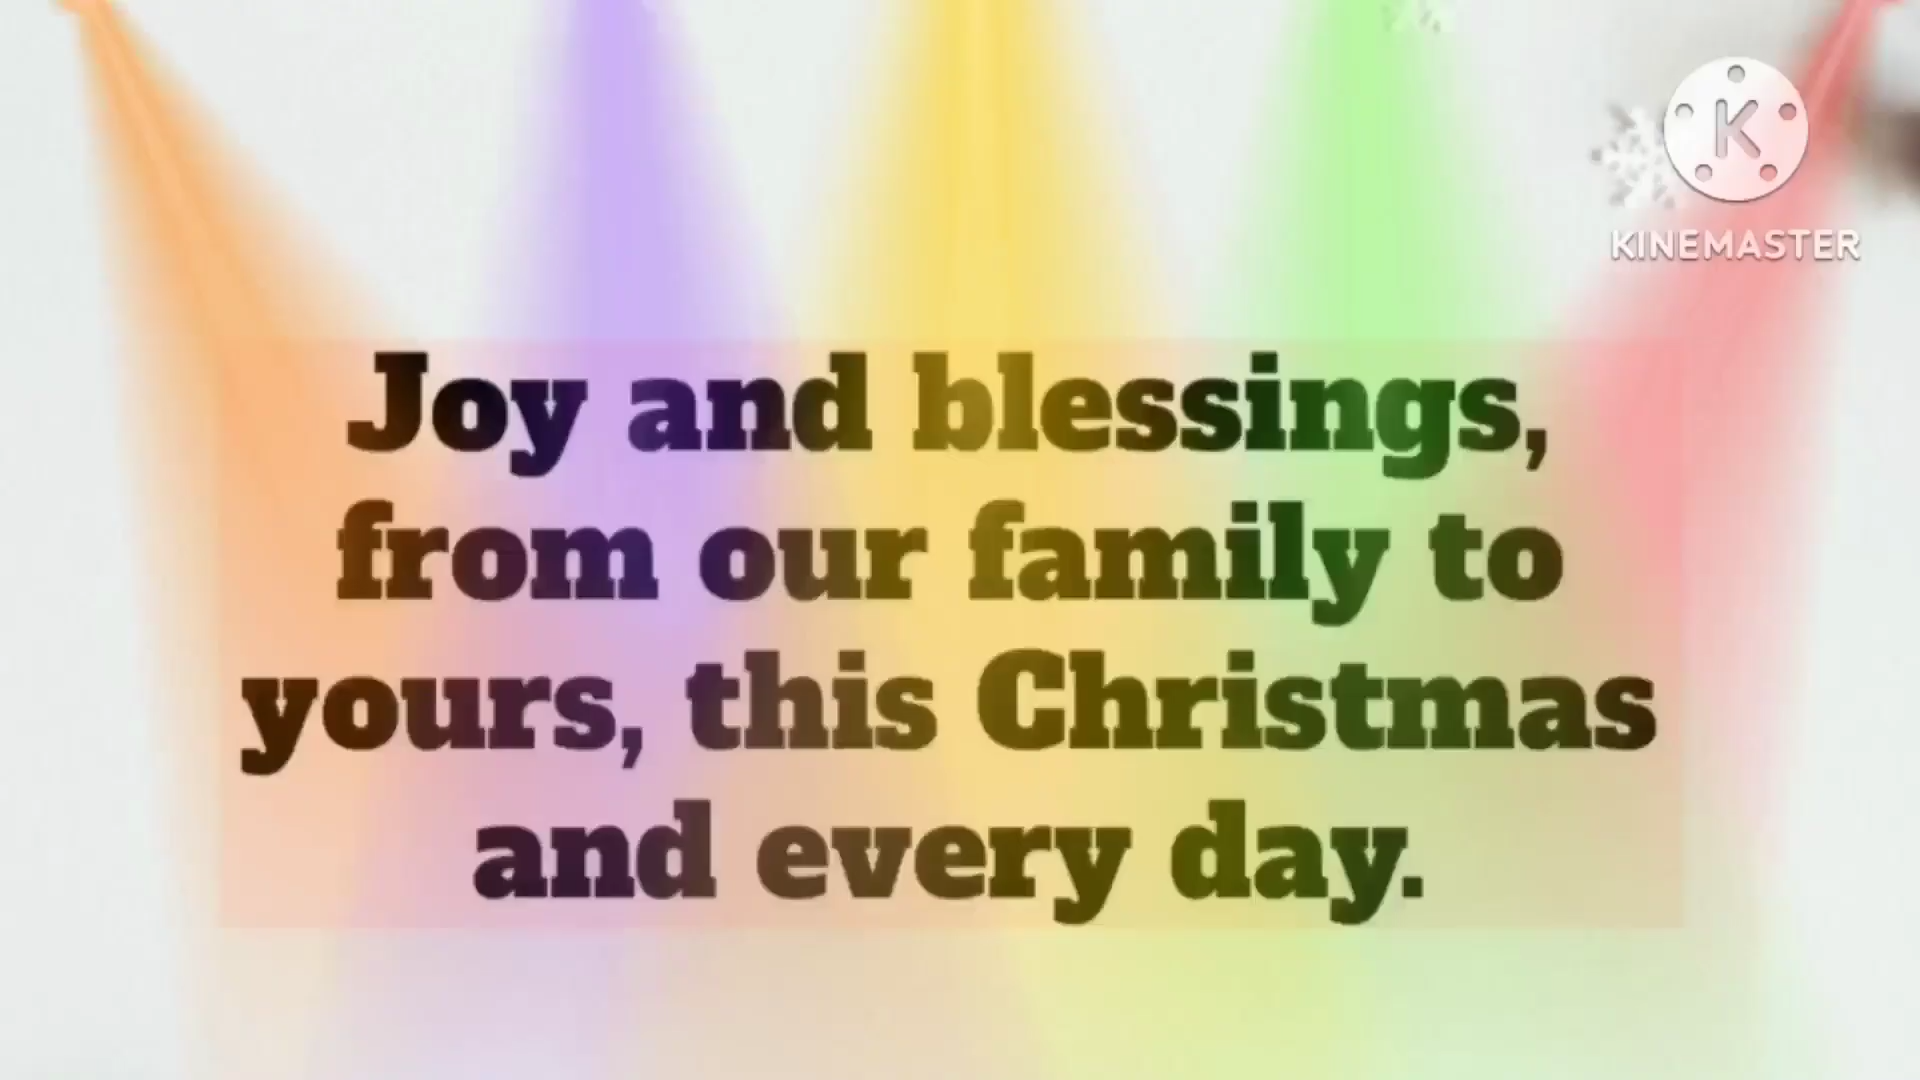 K
KINEMASTER
Joy and blessings,
from our family to
yours, this Christmas
and every day.